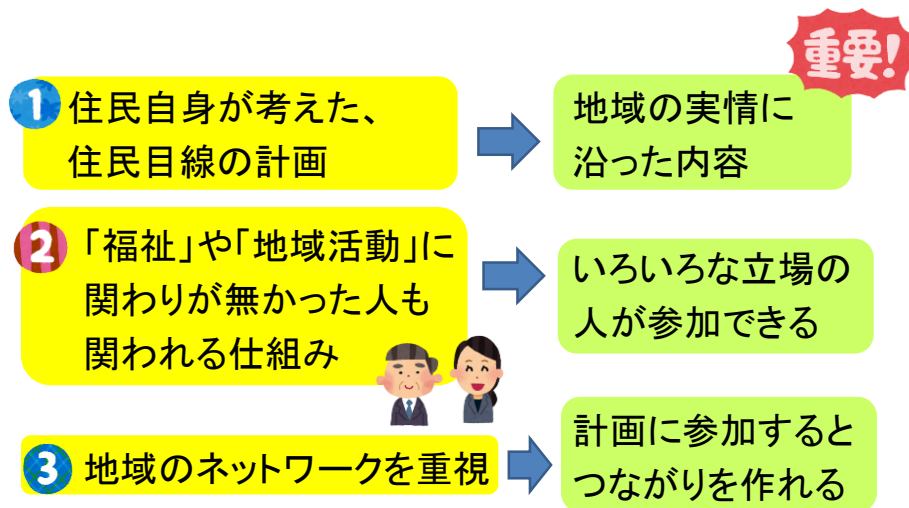 重要!
1 住民自身が考えた、
住民目線の計画
地域の実情に
沿った内容
2 「福祉」や「地域活動」に
関わりが無かった人も
関われる仕組み
いろいろな立場の
人が参加できる
3 地域のネットワークを重視
計画に参加すると
つながりを作れる